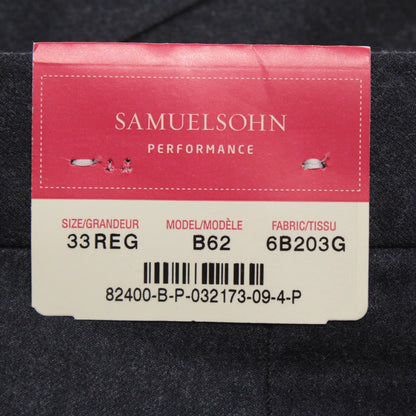 SAMUELSOHN
PERFORMANCE
SIZE/GRANDEUR MODEL/MODÈLE FABRIC/TISSU
33REG B62 6B203G
82400-B-P-032173-09-4-P